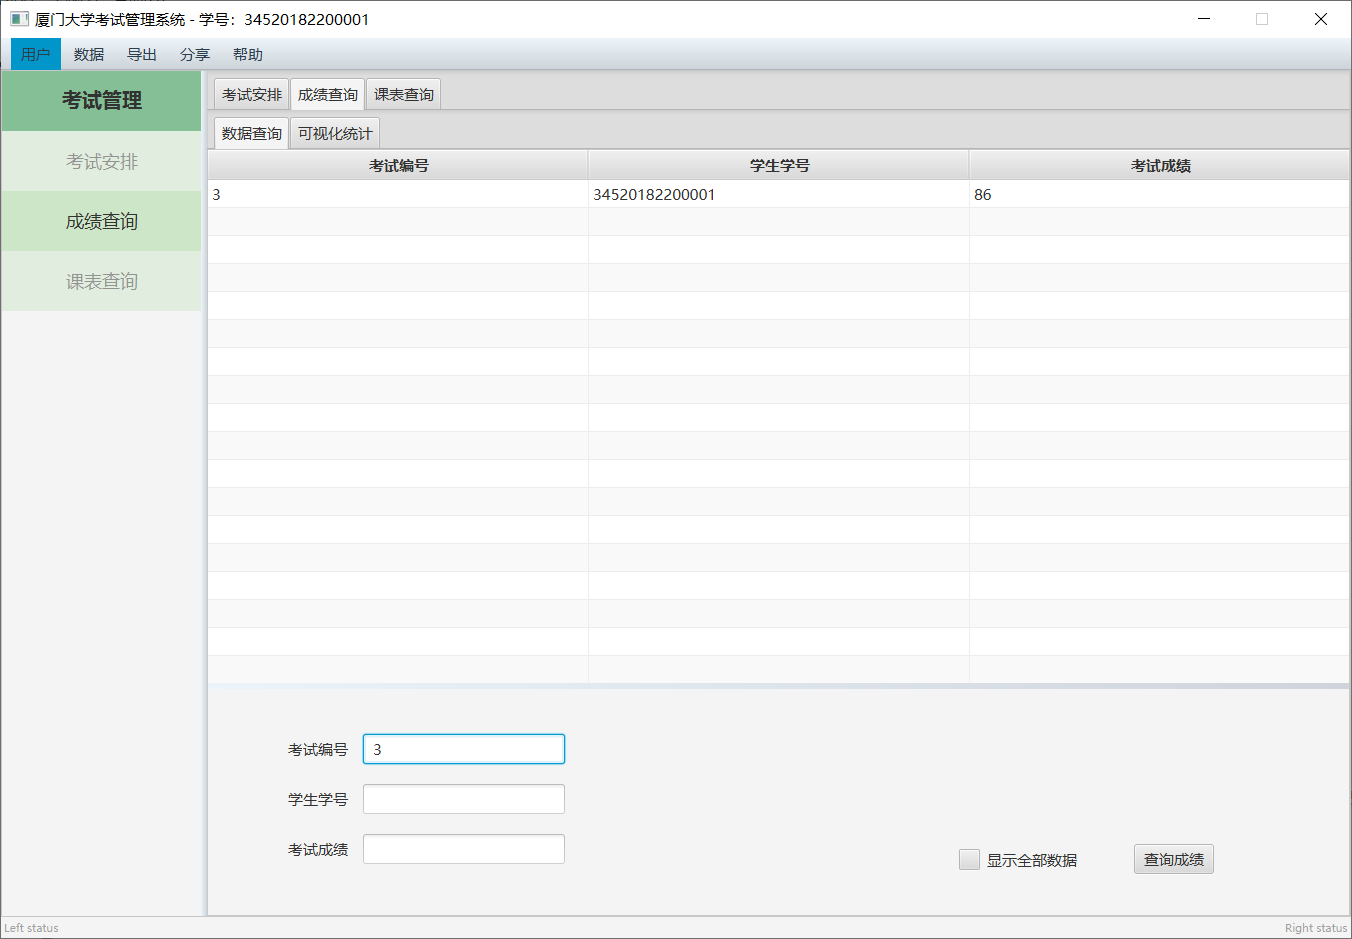 厦门大学考试管理系统 - 学号：34520182200001
用户 数据 导出 分享 帮助
考试管理
考试安排
成绩查询
课表查询
考试安排 成绩查询 课表查询
数据查询 可视化统计
考试编号 学生学号 考试成绩
3 34520182200001 86
考试编号 3
学生学号
考试成绩
显示全部数据 查询成绩
Left status Right status